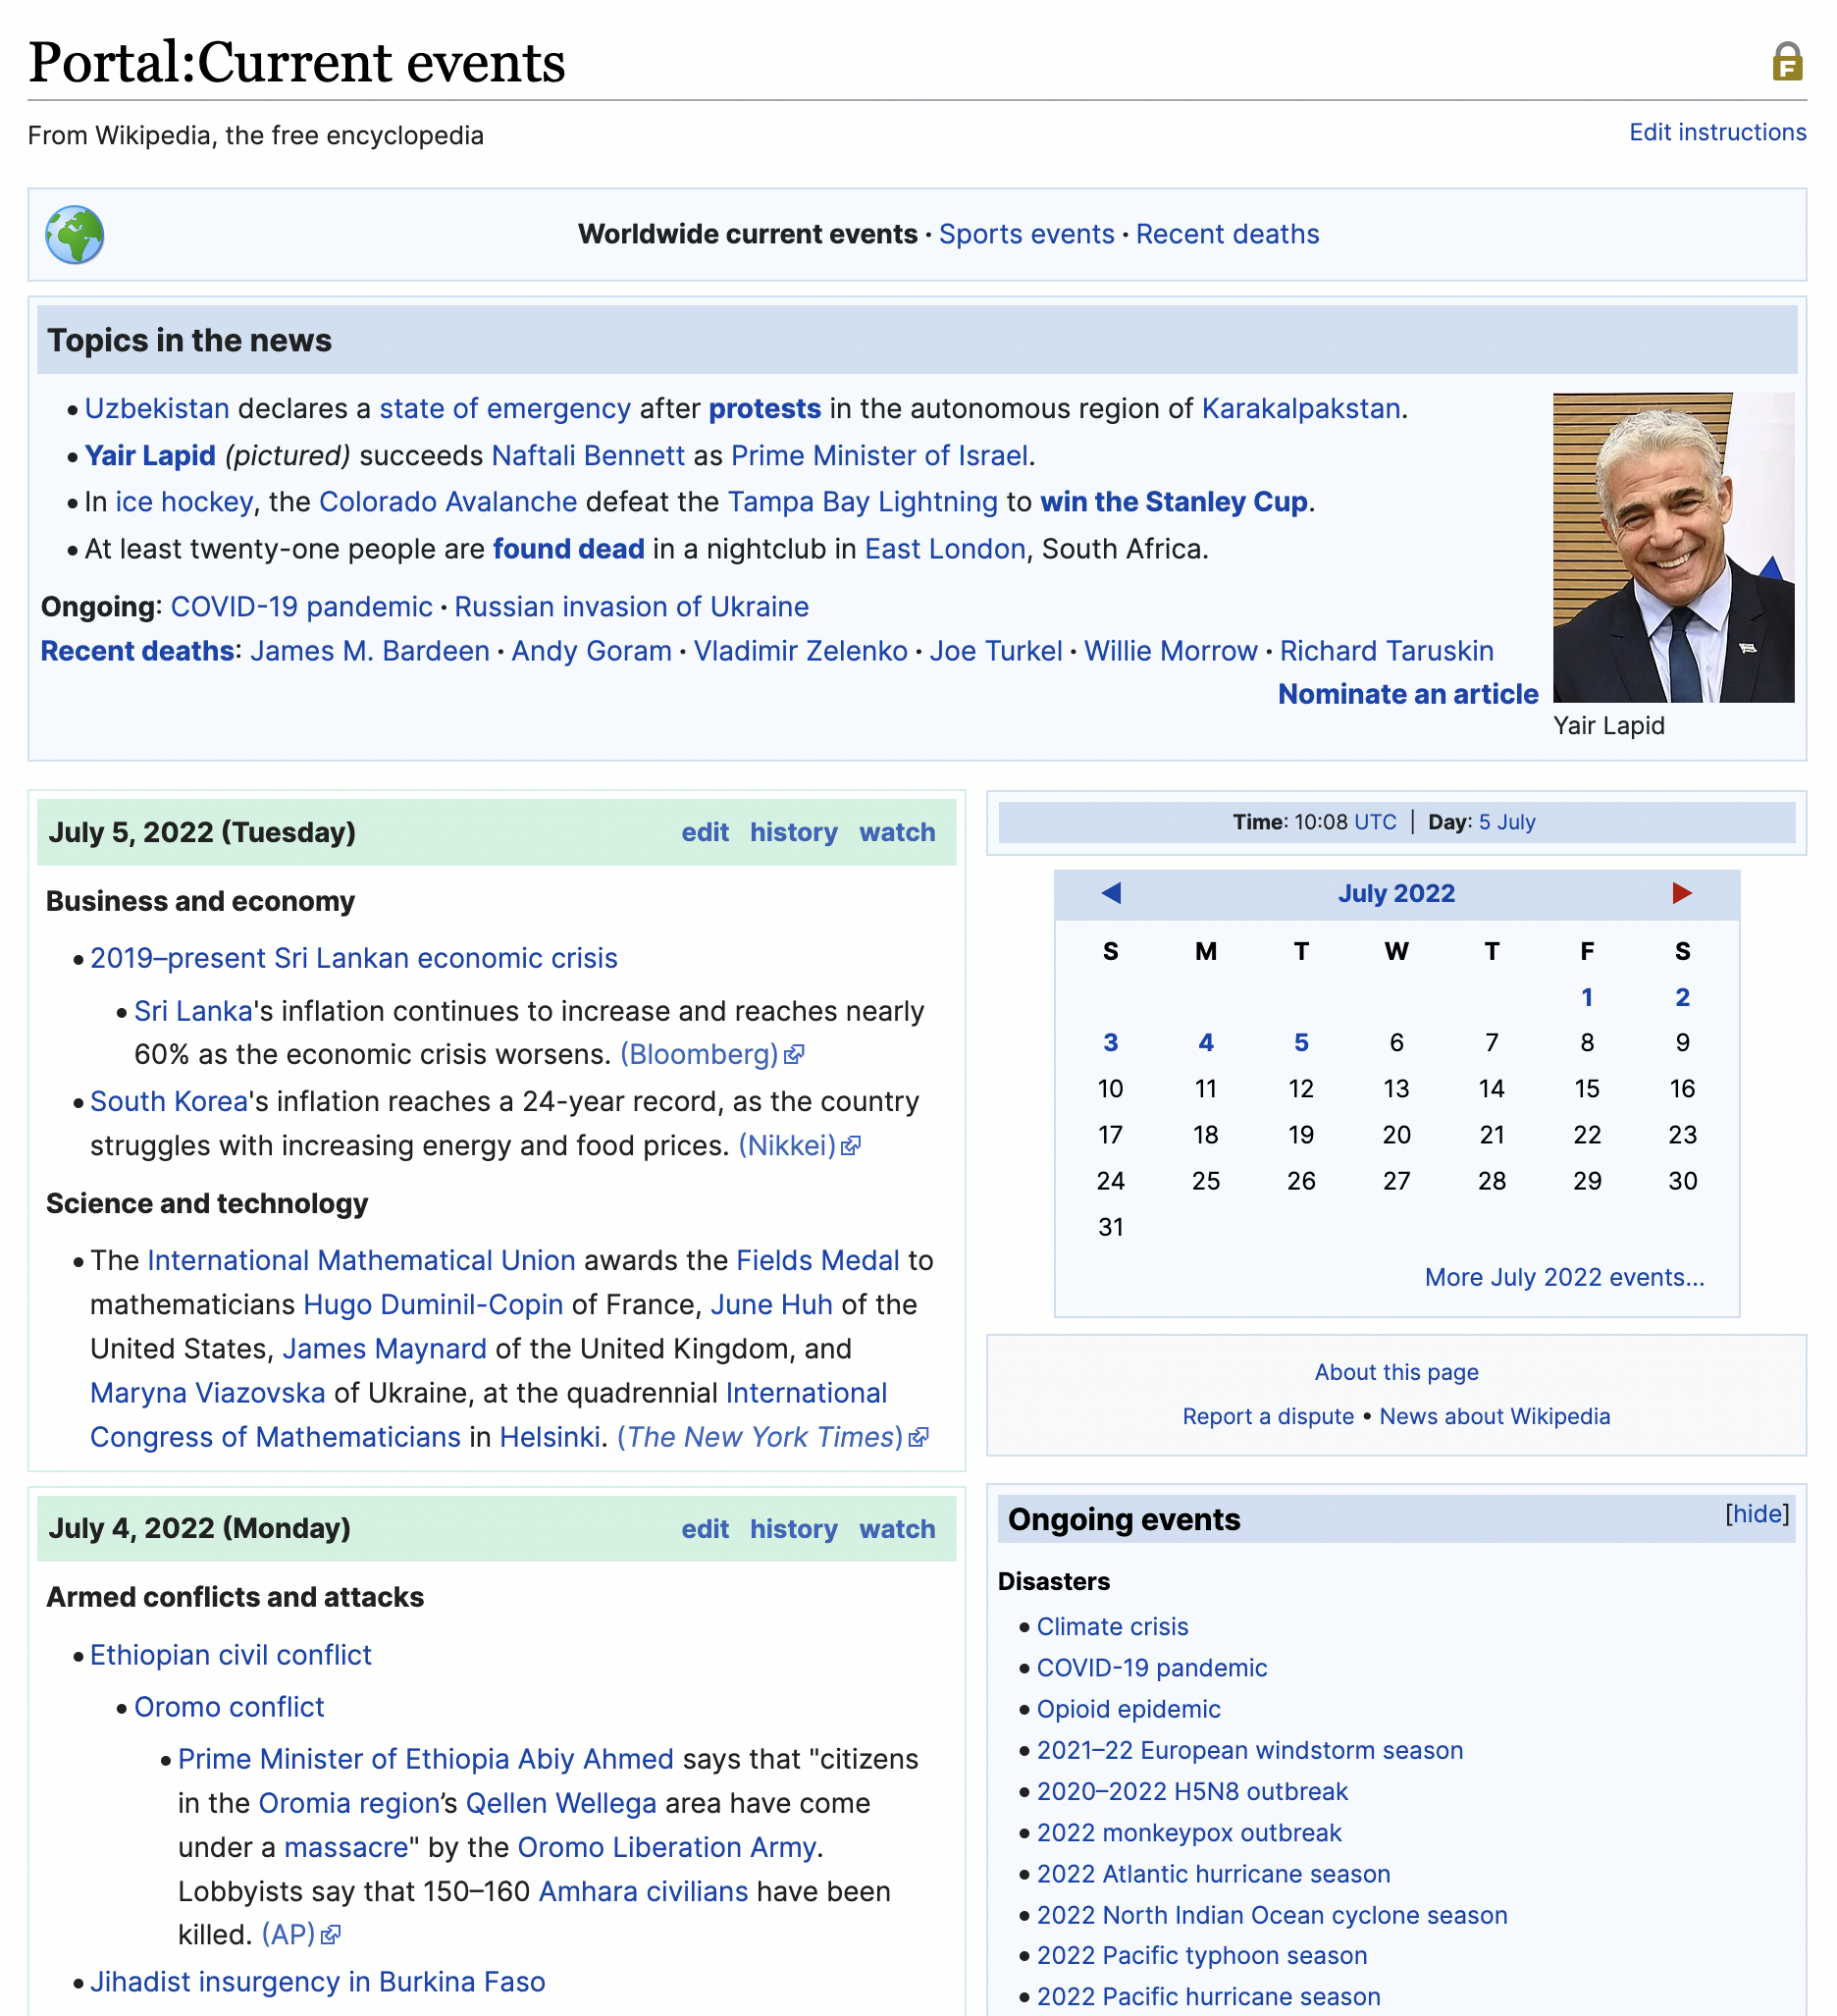 Portal:Current events
F
From Wikipedia, the free encyclopedia
Edit instructions
Worldwide current events · Sports events · Recent deaths
Topics in the news
• Uzbekistan declares a state of emergency after protests in the autonomous region of Karakalpakstan.
• Yair Lapid (pictured) succeeds Naftali Bennett as Prime Minister of Israel.
• In ice hockey, the Colorado Avalanche defeat the Tampa Bay Lightning to win the Stanley Cup.
• At least twenty-one people are found dead in a nightclub in East London, South Africa.
Ongoing: COVID-19 pandemic · Russian invasion of Ukraine
Recent deaths: James M. Bardeen · Andy Goram · Vladimir Zelenko · Joe Turkel · Willie Morrow · Richard Taruskin
Nominate an article
Yair Lapid
July 5, 2022 (Tuesday)
edit history watch
Business and economy
• 2019–present Sri Lankan economic crisis
• Sri Lanka's inflation continues to increase and reaches nearly
60% as the economic crisis worsens. (Bloomberg)
• South Korea's inflation reaches a 24-year record, as the country
struggles with increasing energy and food prices. (Nikkei)
Science and technology
• The International Mathematical Union awards the Fields Medal to
mathematicians Hugo Duminil-Copin of France, June Huh of the
United States, James Maynard of the United Kingdom, and
Maryna Viazovska of Ukraine, at the quadrennial International
Congress of Mathematicians in Helsinki. (The New York Times)
July 4, 2022 (Monday)
edit history watch
Armed conflicts and attacks
• Ethiopian civil conflict
• Oromo conflict
• Prime Minister of Ethiopia Abiy Ahmed says that "citizens
in the Oromia region’s Qellen Wellega area have come
under a massacre" by the Oromo Liberation Army.
Lobbyists say that 150–160 Amhara civilians have been
killed. (AP)
• Jihadist insurgency in Burkina Faso
Time: 10:08 UTC | Day: 5 July
July 2022
S M T W T F S
1 2
3 4 5 6 7 8 9
10 11 12 13 14 15 16
17 18 19 20 21 22 23
24 25 26 27 28 29 30
31
More July 2022 events...
About this page
Report a dispute • News about Wikipedia
Ongoing events
[hide]
Disasters
• Climate crisis
• COVID-19 pandemic
• Opioid epidemic
• 2021–22 European windstorm season
• 2020–2022 H5N8 outbreak
• 2022 monkeypox outbreak
• 2022 Atlantic hurricane season
• 2022 North Indian Ocean cyclone season
• 2022 Pacific typhoon season
• 2022 Pacific hurricane season